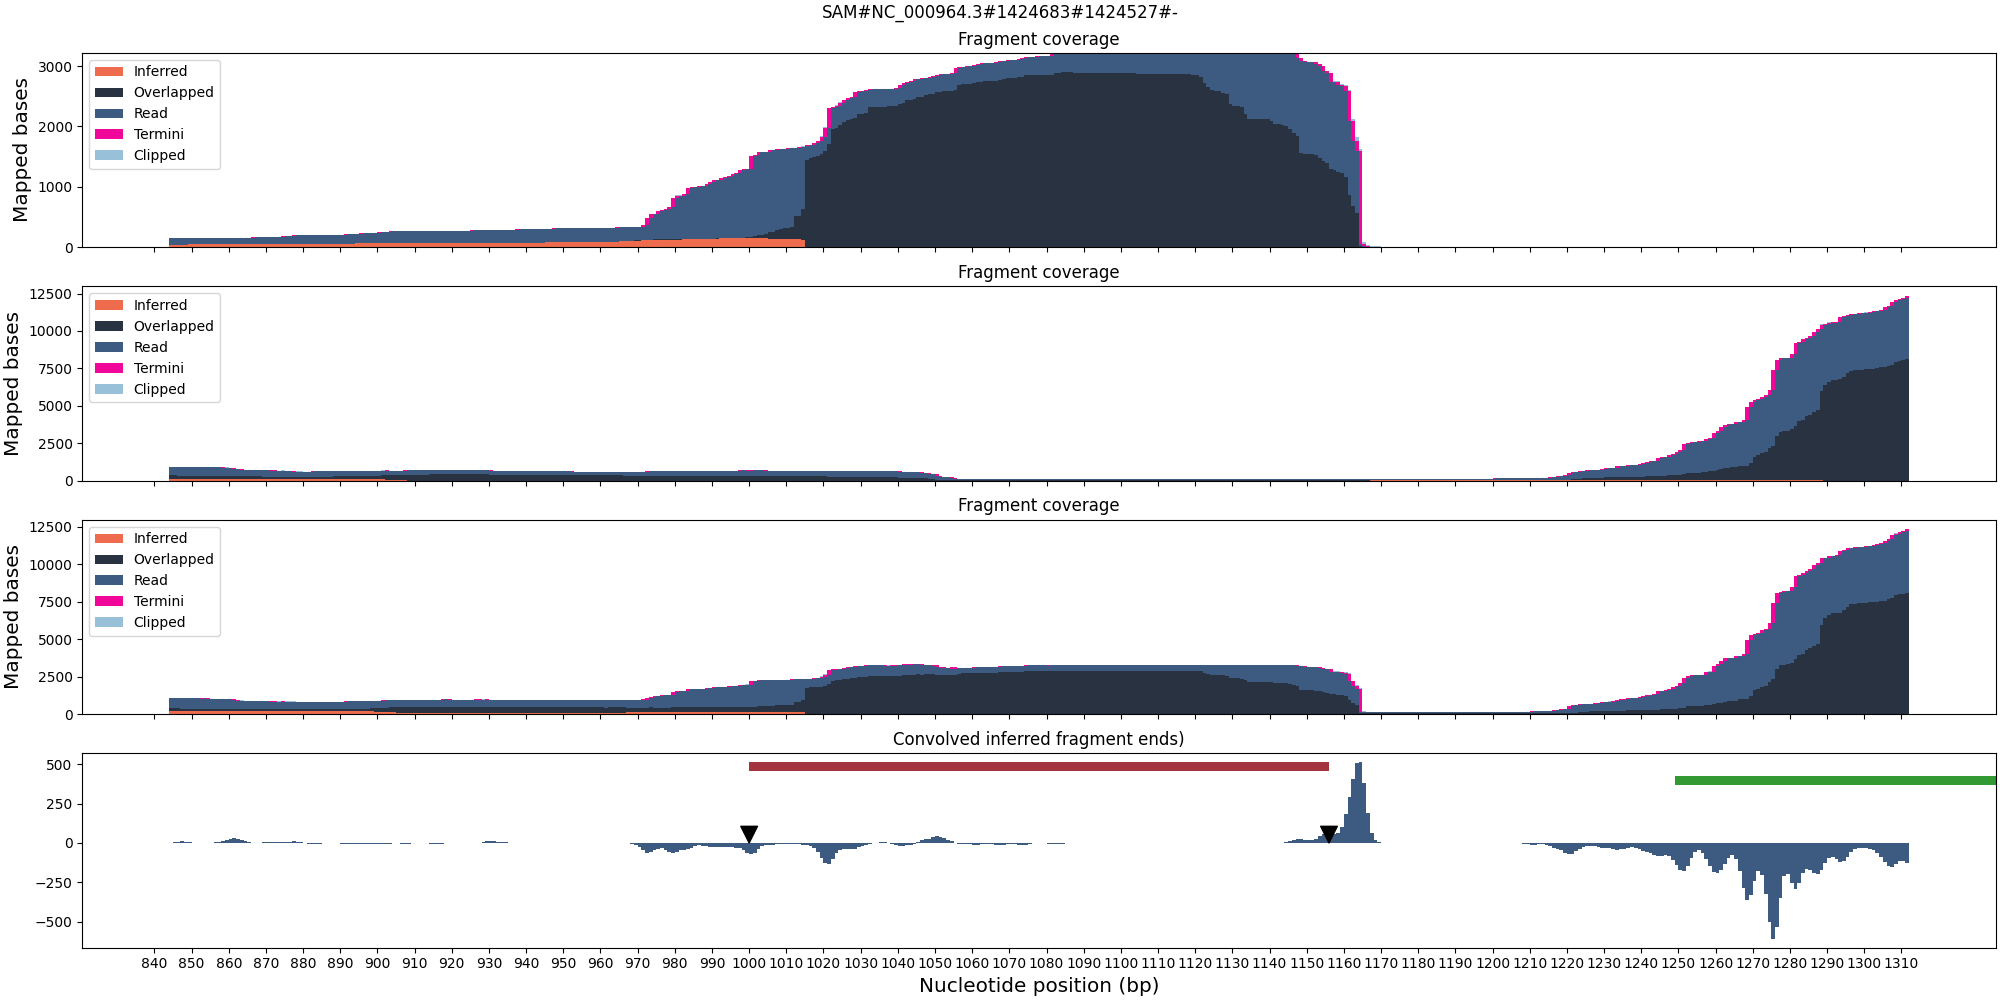 SAM#NC_000964.3#1424683#1424527#-
Fragment coverage
Mapped bases
3000
2000
1000
0
Inferred
Overlapped
Read
Termini
Clipped
Fragment coverage
Mapped bases
12500
10000
7500
5000
2500
0
Inferred
Overlapped
Read
Termini
Clipped
Fragment coverage
Mapped bases
12500
10000
7500
5000
2500
0
Inferred
Overlapped
Read
Termini
Clipped
Convolved inferred fragment ends)
500
250
0
−250
−500
840 850 860 870 880 890 900 910 920 930 940 950 960 970 980 990 1000 1010 1020 1030 1040 1050 1060 1070 1080 1090 1100 1110 1120 1130 1140 1150 1160 1170 1180 1190 1200 1210 1220 1230 1240 1250 1260 1270 1280 1290 1300 1310
Nucleotide position (bp)